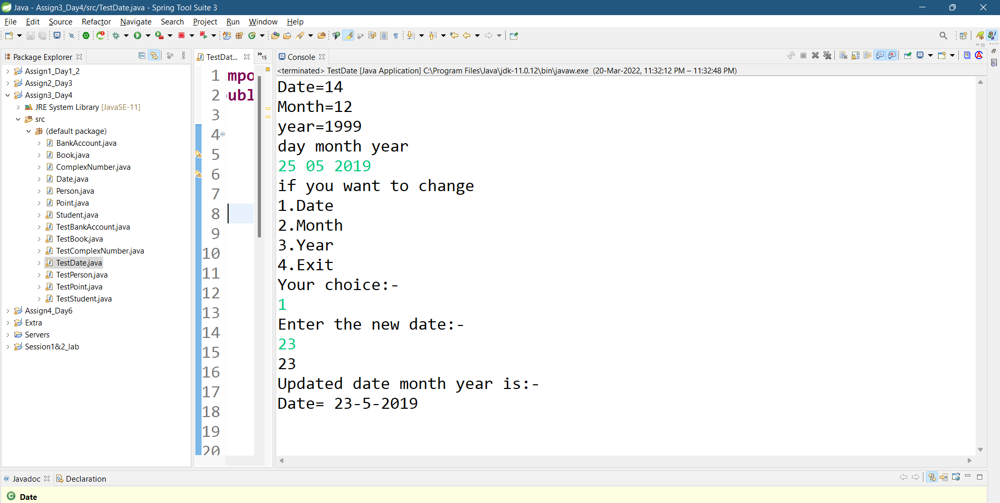 Java - Assign3_Day4/src/TestDate.java - Spring Tool Suite 3
File Edit Source Refactor Navigate Search Project Run Window Help
Package Explorer
Assign1_Day1_2
Assign2_Day3
Assign3_Day4
JRE System Library [JavaSE-11]
src
(default package)
BankAccount.java
Book.java
ComplexNumber.java
Date.java
Person.java
Point.java
Student.java
TestBankAccount.java
TestBook.java
TestComplexNumber.java
TestDate.java
TestPerson.java
TestPoint.java
TestStudent.java
Assign4_Day6
Extra
Servers
Session1&2_lab
TestDat...
»15
1 mpo
2 ubl
3
4
5
6
7
8
9
10
11
12
13
14
15
16
17
18
19
20
Console
<terminated> TestDate [Java Application] C:\Program Files\Java\jdk-11.0.12\bin\javaw.exe (20-Mar-2022, 11:32:12 PM – 11:32:48 PM)
Date=14
Month=12
year=1999
day month year
25 05 2019
if you want to change
1.Date
2.Month
3.Year
4.Exit
Your choice:-
1
Enter the new date:-
23
23
Updated date month year is:-
Date= 23-5-2019
@ Javadoc
Declaration
Date